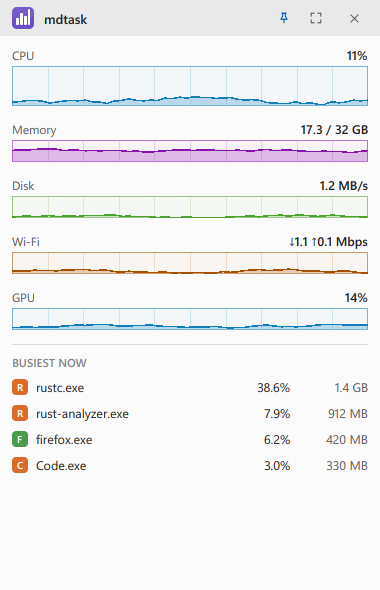 mdtask
CPU 11%
Memory 17.3 / 32 GB
Disk 1.2 MB/s
Wi-Fi ↓1.1 ↑0.1 Mbps
GPU 14%
BUSIEST NOW
R rustc.exe 38.6% 1.4 GB
R rust-analyzer.exe 7.9% 912 MB
F firefox.exe 6.2% 420 MB
C Code.exe 3.0% 330 MB